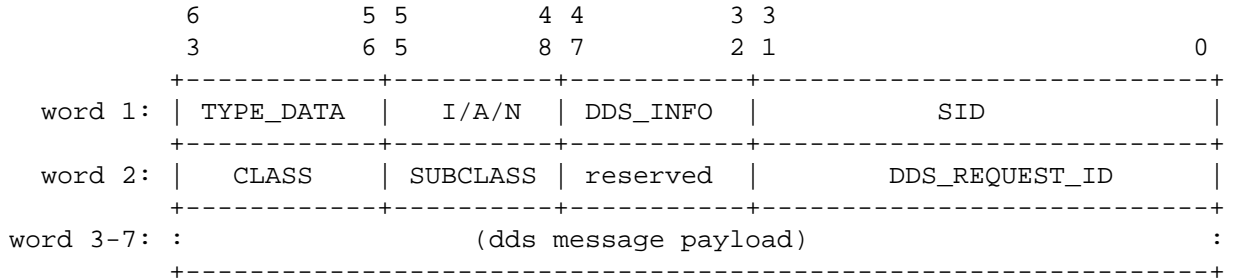 6          5 5        4 4         3 3
            3          6 5        8 7         2 1                          0
           +------------+----------+-----------+----------------------------+
   word 1: | TYPE_DATA  |   I/A/N  | DDS_INFO  |           SID              |
           +------------+----------+-----------+----------------------------+
   word 2: |   CLASS    | SUBCLASS | reserved  |        DDS_REQUEST_ID      |
           +------------+----------+-----------+----------------------------+
 word 3-7: :                  (dds message payload)                         :
           +----------------------------------------------------------------+